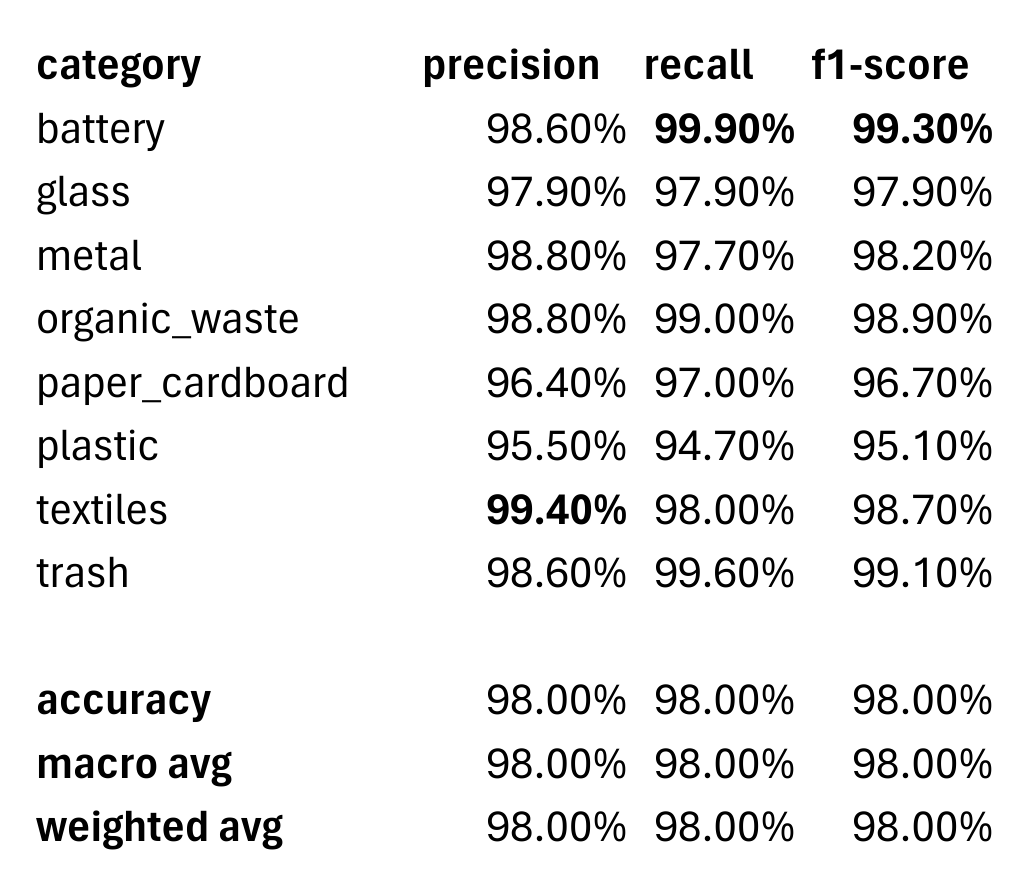 category precision recall f1-score
battery 98.60% 99.90% 99.30%
glass 97.90% 97.90% 97.90%
metal 98.80% 97.70% 98.20%
organic_waste 98.80% 99.00% 98.90%
paper_cardboard 96.40% 97.00% 96.70%
plastic 95.50% 94.70% 95.10%
textiles 99.40% 98.00% 98.70%
trash 98.60% 99.60% 99.10%
accuracy 98.00% 98.00% 98.00%
macro avg 98.00% 98.00% 98.00%
weighted avg 98.00% 98.00% 98.00%